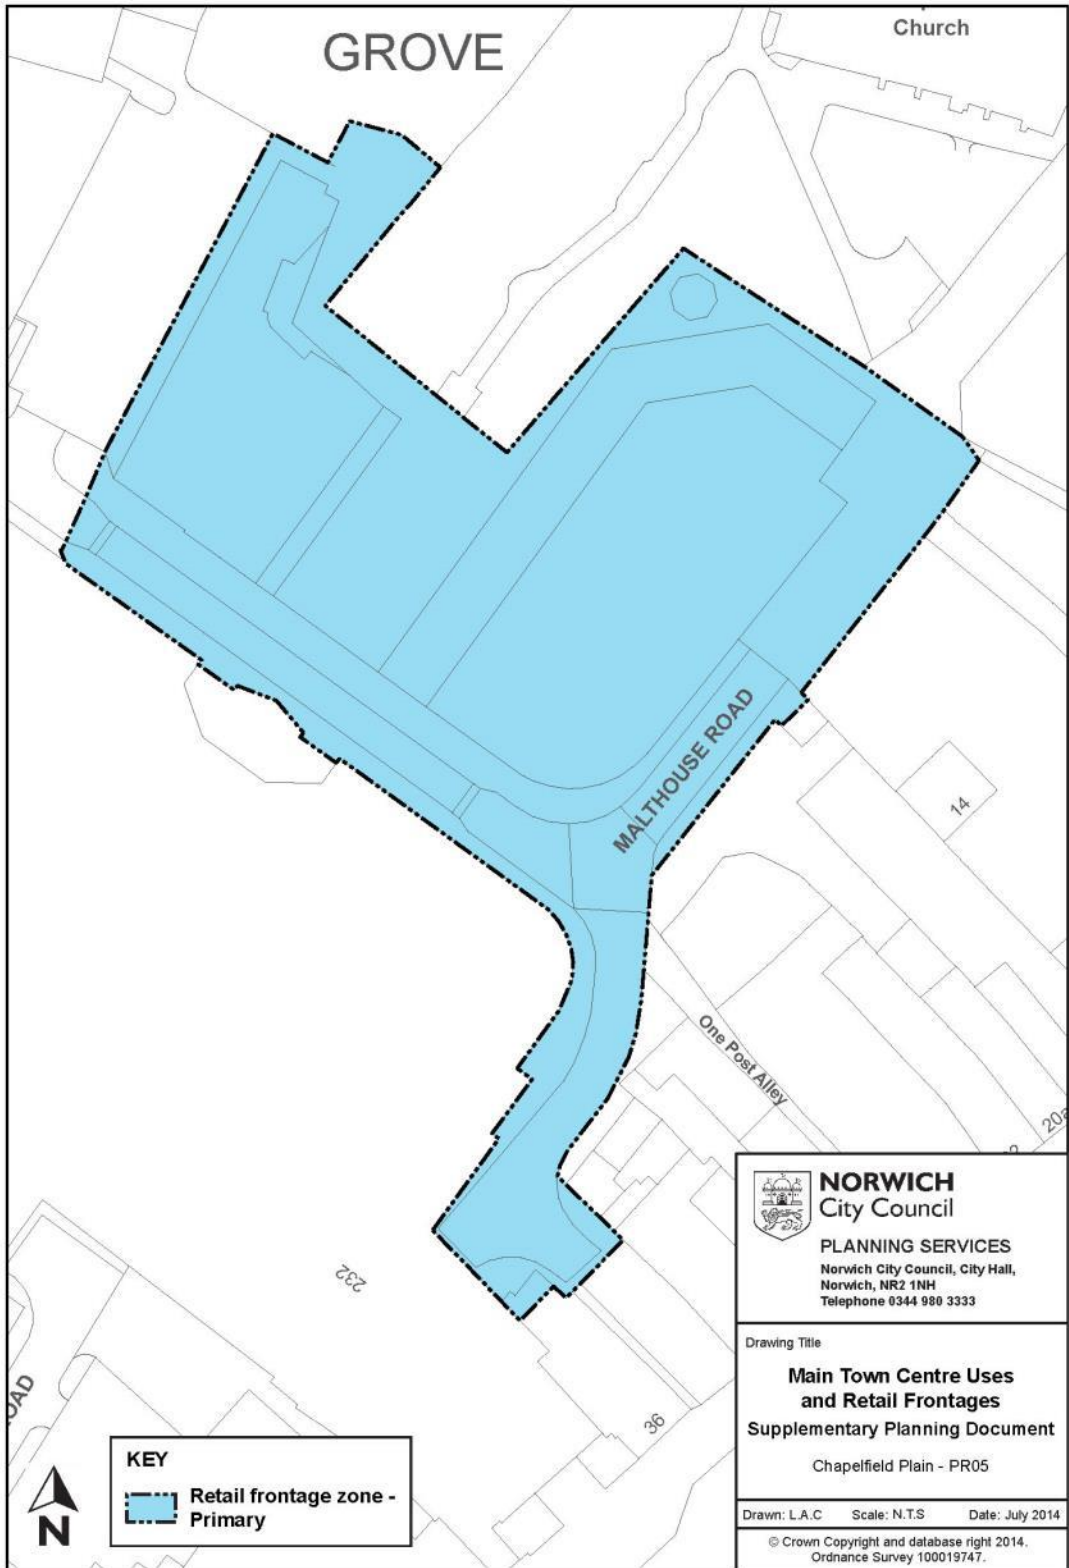 Church
GROVE
MALTHOUSE ROAD
14
One Post Alley
20a
232
36
OAD
KEY
Retail frontage zone -
Primary
N
NORWICH
City Council
PLANNING SERVICES
Norwich City Council, City Hall,
Norwich, NR2 1NH
Telephone 0344 980 3333
Drawing Title
Main Town Centre Uses
and Retail Frontages
Supplementary Planning Document
Chapelfield Plain - PR05
Drawn: L.A.C Scale: N.T.S Date: July 2014
© Crown Copyright and database right 2014.
Ordnance Survey 100019747.